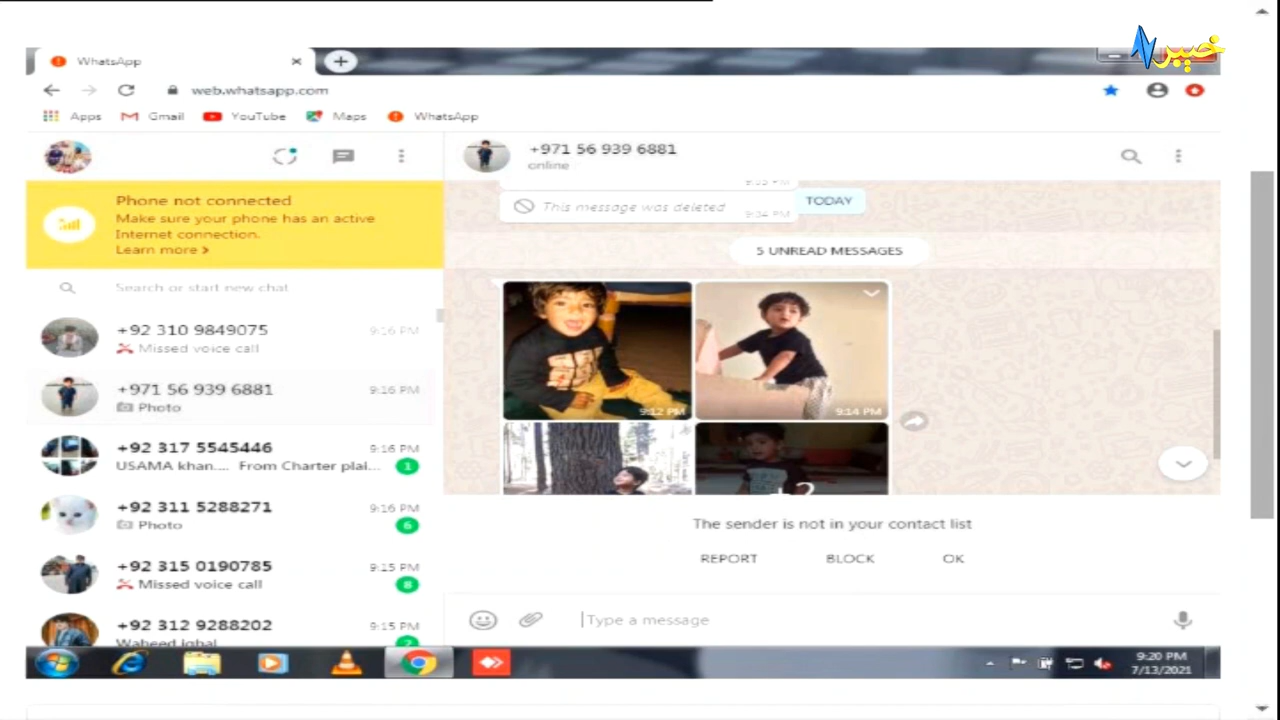 خیبر
WhatsApp
web.whatsapp.com
Apps
Gmail
YouTube
Maps
WhatsApp
Phone not connected
Make sure your phone has an active
Internet connection.
Learn more >
Search or start new chat
+92 310 9849075
9:16 PM
Missed voice call
+971 56 939 6881
9:16 PM
Photo
+92 317 5545446
9:16 PM
USAMA khan.... From Charter plai...
1
+92 311 5288271
9:16 PM
Photo
6
+92 315 0190785
9:15 PM
Missed voice call
8
+92 312 9288202
9:15 PM
Waheed Iqbal
+971 56 939 6881
online
This message was deleted
9:04 PM
TODAY
5 UNREAD MESSAGES
9:12 PM
9:14 PM
The sender is not in your contact list
REPORT
BLOCK
OK
Type a message
9:20 PM
7/13/2021